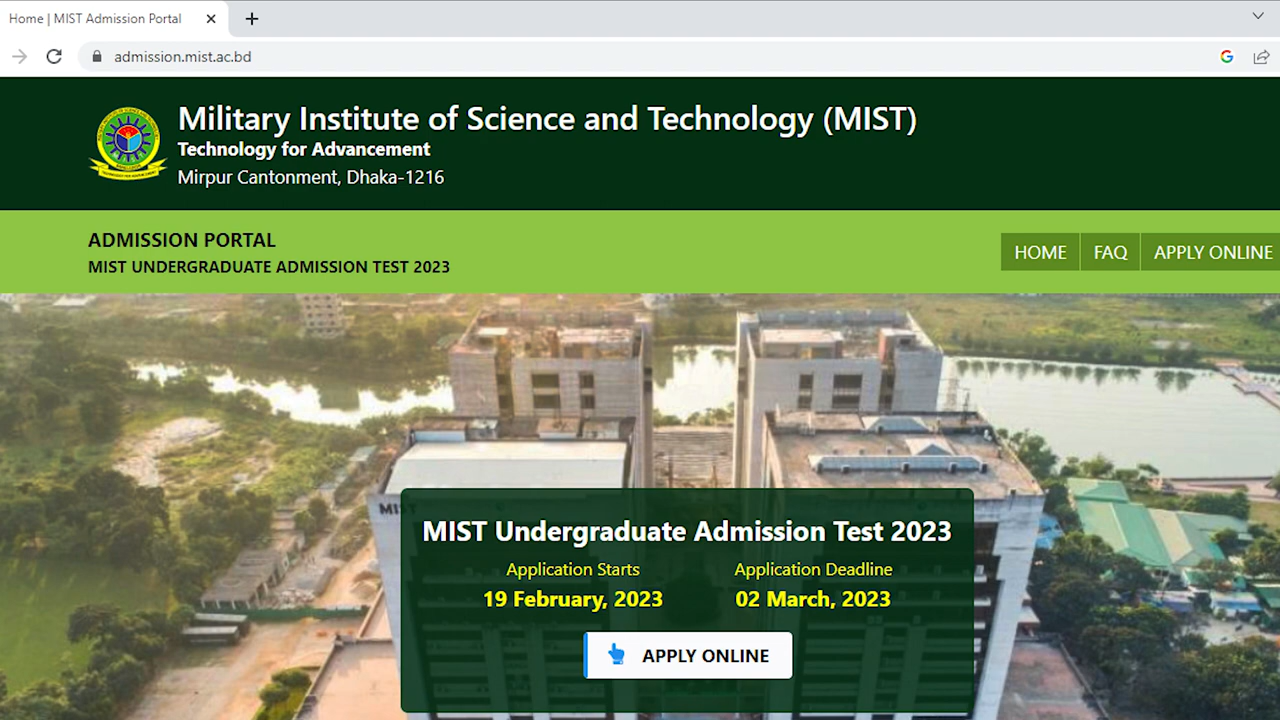 Home | MIST Admission Portal
admission.mist.ac.bd
Military Institute of Science and Technology (MIST)
Technology for Advancement
Mirpur Cantonment, Dhaka-1216
ADMISSION PORTAL
MIST UNDERGRADUATE ADMISSION TEST 2023
HOME
FAQ
APPLY ONLINE
MIST Undergraduate Admission Test 2023
Application Starts
Application Deadline
19 February, 2023
02 March, 2023
APPLY ONLINE